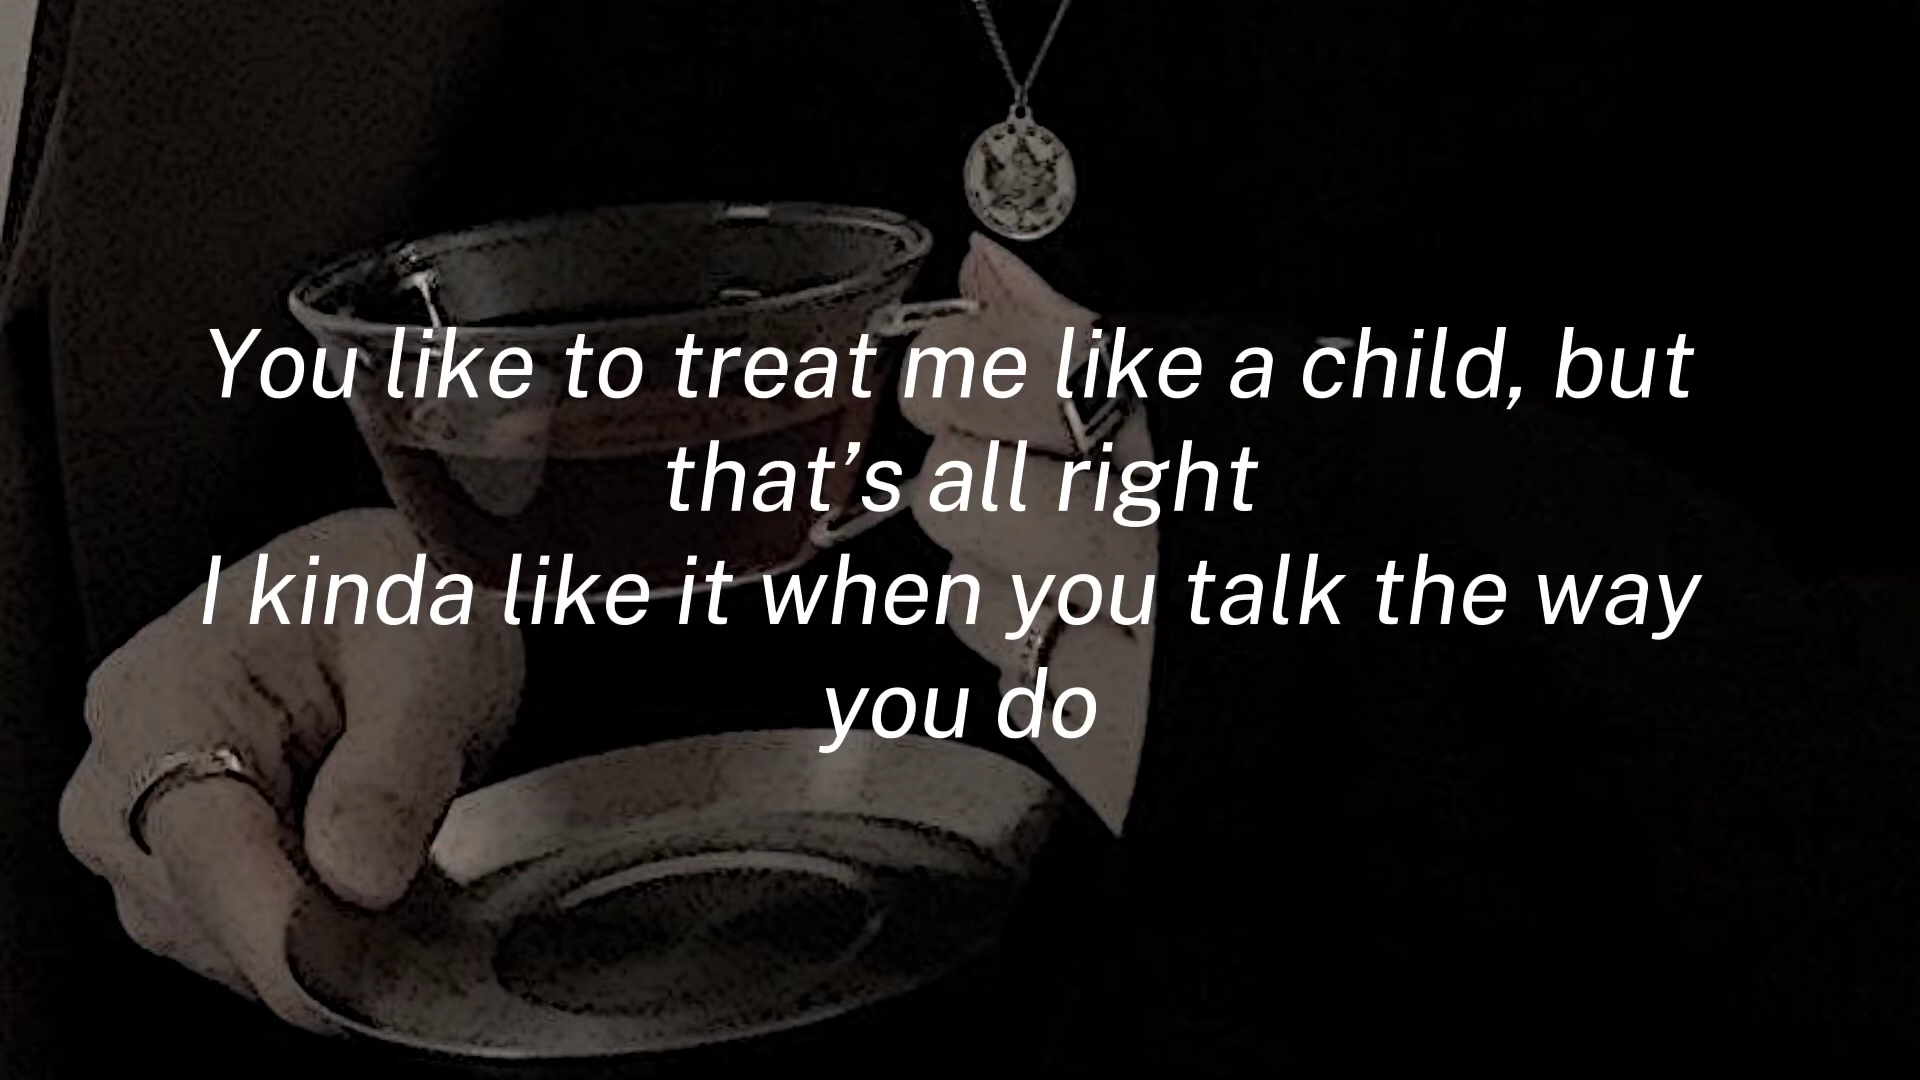 You like to treat me like a child, but
that’s all right
I kinda like it when you talk the way
you do